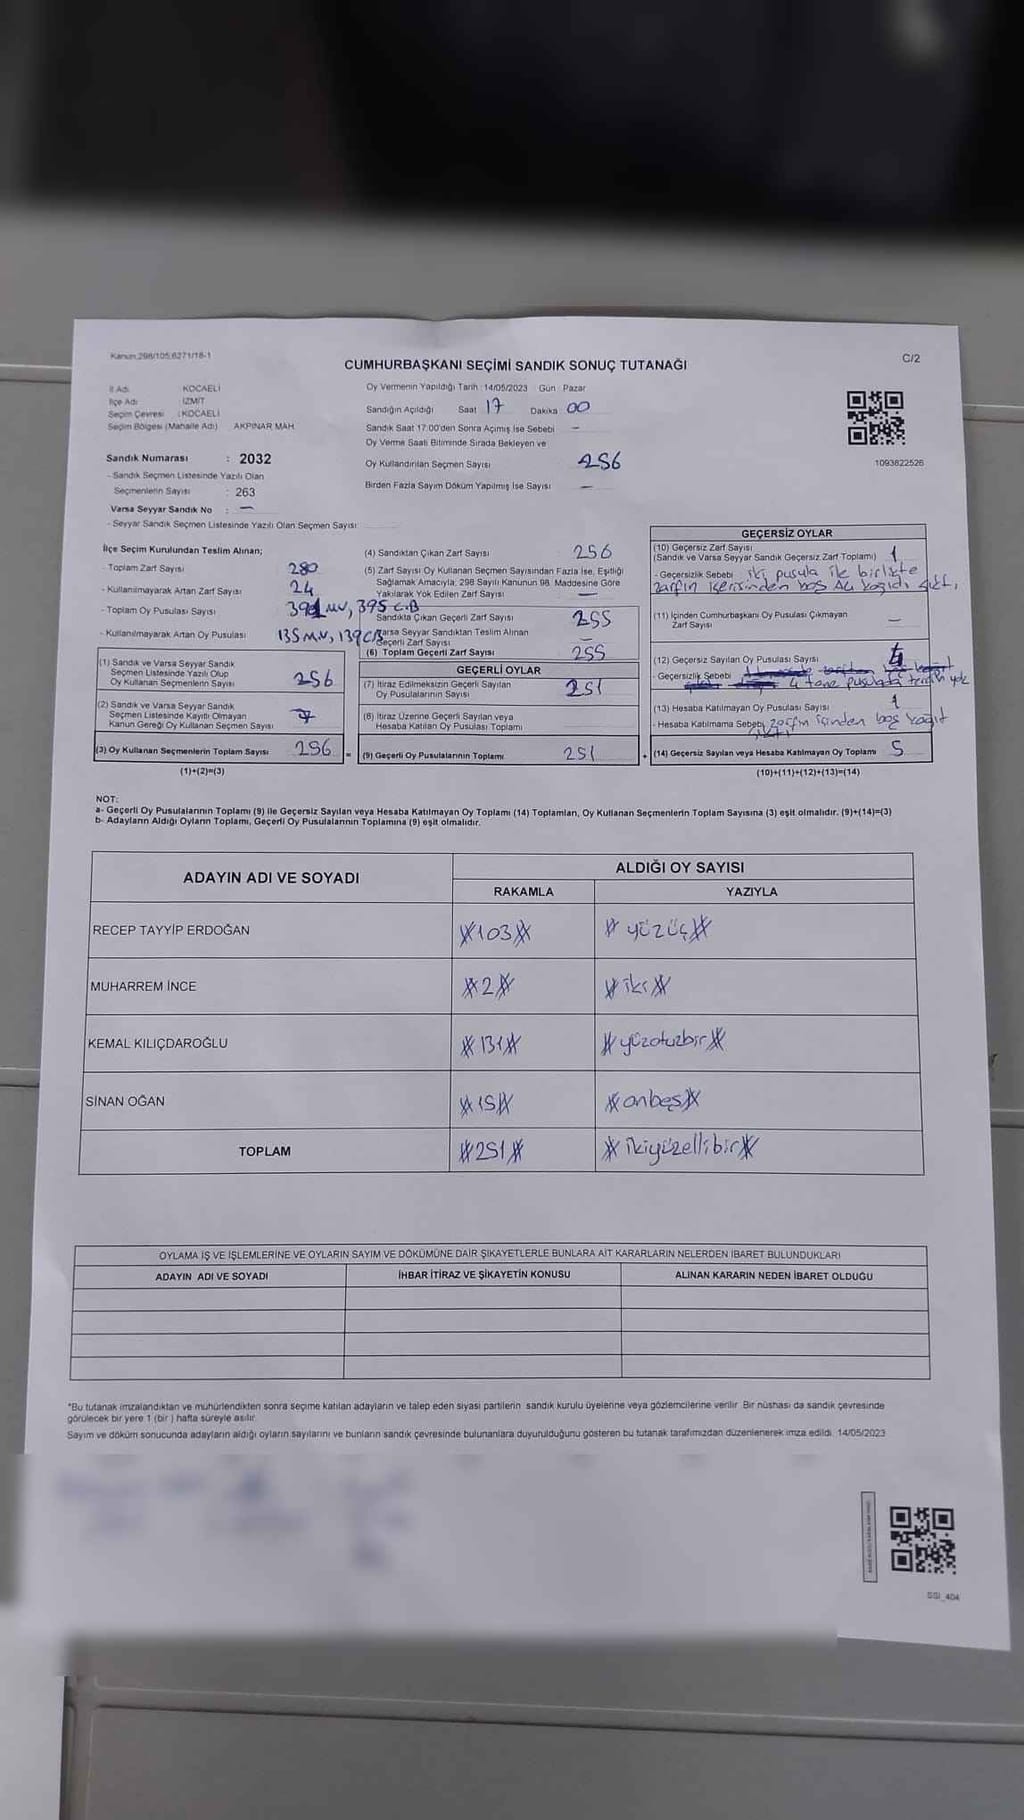 Kanun,298/105,6271/18-1
C/2
CUMHURBAŞKANI SEÇİMİ SANDIK SONUÇ TUTANAĞI
İl Adı KOCAELİ
İlçe Adı İZMİT
Seçim Çevresi : KOCAELİ
Seçim Bölgesi (Mahalle Adı) AKPINAR MAH.
Sandık Numarası : 2032
- Sandık Seçmen Listesinde Yazılı Olan
Seçmenlerin Sayısı : 263
Varsa Seyyar Sandık No : -
- Seyyar Sandık Seçmen Listesinde Yazılı Olan Seçmen Sayısı
Oy Vermenin Yapıldığı Tarih : 14/05/2023 Gün : Pazar
Sandığın Açıldığı Saat 17 Dakika 00
Sandık Saat 17:00'den Sonra Açımış İse Sebebi -
Oy Verme Saati Bitiminde Sırada Bekleyen ve
Oy Kullandırılan Seçmen Sayısı 256
Birden Fazla Sayım Döküm Yapılmış İse Sayısı -
1093622526
İlçe Seçim Kurulundan Teslim Alınan;
- Toplam Zarf Sayısı 280
- Kullanılmayarak Artan Zarf Sayısı 24
- Toplam Oy Pusulası Sayısı MV, 395 C.B
- Kullanılmayarak Artan Oy Pusulası 135 MV, 139 CB
(1) Sandık ve Varsa Seyyar Sandık
Seçmen Listesinde Yazılı Olup
Oy Kullanan Seçmenlerin Sayısı 256
(2) Sandık ve Varsa Seyyar Sandık
Seçmen Listesinde Kayıtlı Olmayan
Kanun Gereği Oy Kullanan Seçmen Sayısı
(3) Oy Kullanan Seçmenlerin Toplam Sayısı 256 =
(1)+(2)=(3)
(4) Sandıktan Çıkan Zarf Sayısı 256
(5) Zarf Sayısı Oy Kullanan Seçmen Sayısından Fazla İse, Eşitliği
Sağlamak Amacıyla; 298 Sayılı Kanunun 98. Maddesine Göre
Yakılarak Yok Edilen Zarf Sayısı -
Sandıkta Çıkan Geçerli Zarf Sayısı 255
Varsa Seyyar Sandıktan Teslim Alınan
Geçerli Zarf Sayısı -
(6) Toplam Geçerli Zarf Sayısı 255
GEÇERLİ OYLAR
(7) İtiraz Edilmeksizin Geçerli Sayılan
Oy Pusulalarının Sayısı 251
(8) İtiraz Üzerine Geçerli Sayılan veya
Hesaba Katılan Oy Pusulası Toplamı
(9) Geçerli Oy Pusulalarının Toplamı 251 +
GEÇERSİZ OYLAR
(10) Geçersiz Zarf Sayısı
(Sandık ve Varsa Seyyar Sandık Geçersiz Zarf Toplamı) 1
- Geçersizlik Sebebi iki pusula ile birlikte
zarfın içerisinden boş kağıdı çıktı,
(11) İçinden Cumhurbaşkanı Oy Pusulası Çıkmayan
Zarf Sayısı -
(12) Geçersiz Sayılan Oy Pusulası Sayısı 4
- Geçersizlik Sebebi
4 tane pusulada tercih yok
(13) Hesaba Katılmayan Oy Pusulası Sayısı 1
- Hesaba Katılmama Sebebi zarfın içinden boş kağıt
(14) Geçersiz Sayılan veya Hesaba Katılmayan Oy Toplamı 5
(10)+(11)+(12)+(13)=(14)
NOT:
a- Geçerli Oy Pusulalarının Toplamı (9) ile Geçersiz Sayılan veya Hesaba Katılmayan Oy Toplamı (14) Toplamları, Oy Kullanan Seçmenlerin Toplam Sayısına (3) eşit olmalıdır. (9)+(14)=(3)
b- Adayların Aldığı Oyların Toplamı, Geçerli Oy Pusulalarının Toplamına (9) eşit olmalıdır.
ADAYIN ADI VE SOYADI
ALDIĞI OY SAYISI
RAKAMLA YAZIYLA
RECEP TAYYİP ERDOĞAN #103# #yüzüç#
MUHARREM İNCE #2# #iki#
KEMAL KILIÇDAROĞLU #131# #yüzotuzbir#
SİNAN OĞAN #15# #onbeş#
TOPLAM #251# #ikiyüzellibir#
OYLAMA İŞ VE İŞLEMLERİNE VE OYLARIN SAYIM VE DÖKÜMÜNE DAİR ŞİKAYETLERLE BUNLARA AİT KARARLARIN NELERDEN İBARET BULUNDUKLARI
ADAYIN ADI VE SOYADI İHBAR İTİRAZ VE ŞİKAYETİN KONUSU ALINAN KARARIN NEDEN İBARET OLDUĞU
*Bu tutanak imzalandıktan ve mühürlendikten sonra seçime katılan adayların ve talep eden siyasi partilerin sandık kurulu üyelerine veya gözlemcilerine verilir. Bir nüshası da sandık çevresinde
görülecek bir yere 1 (bir) hafta süreyle asılır.
Sayım ve döküm sonucunda adayların aldığı oyların sayılarını ve bunların sandık çevresinde bulunanlara duyurulduğunu gösteren bu tutanak tarafımızdan düzenlenerek imza edildi. 14/05/2023
SSI_404